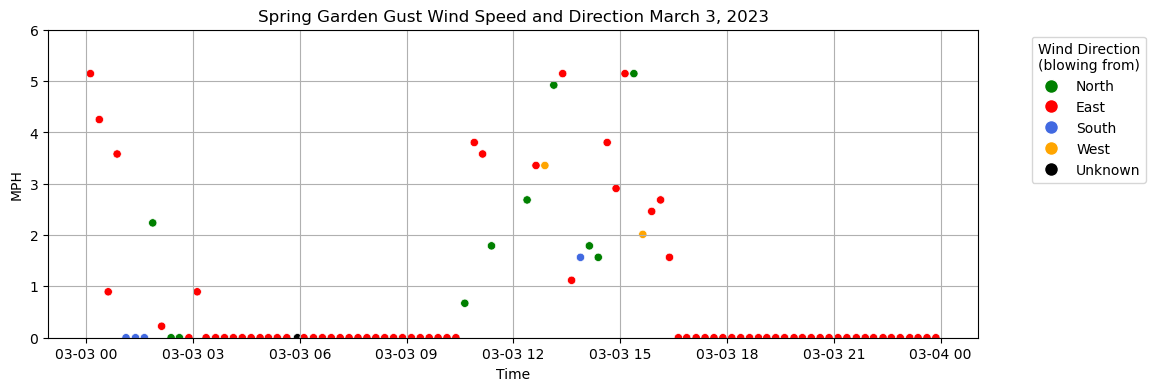 Spring Garden Gust Wind Speed and Direction March 3, 2023
6
5
4
3
2
1
0
MPH
03-03 00 03-03 03 03-03 06 03-03 09 03-03 12 03-03 15 03-03 18 03-03 21 03-04 00
Time
Wind Direction
(blowing from)
North
East
South
West
Unknown